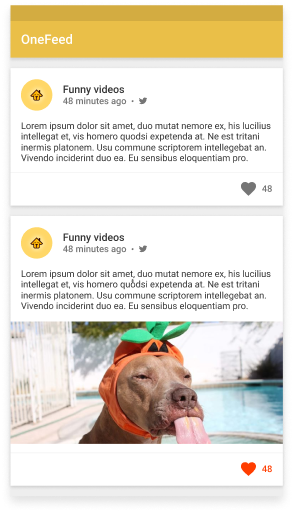 OneFeed
Funny videos
48 minutes ago •
Lorem ipsum dolor sit amet, duo mutat nemore ex, his lucilius
intellegat et, vis homero quodsi expetenda at. Ne est tritani
inermis platonem. Usu commune scriptorem intellegebat an.
Vivendo inciderint duo ea. Eu sensibus eloquentiam pro.
48
Funny videos
48 minutes ago •
Lorem ipsum dolor sit amet, duo mutat nemore ex, his lucilius
intellegat et, vis homero quodsi expetenda at. Ne est tritani
inermis platonem. Usu commune scriptorem intellegebat an.
Vivendo inciderint duo ea. Eu sensibus eloquentiam pro.
48